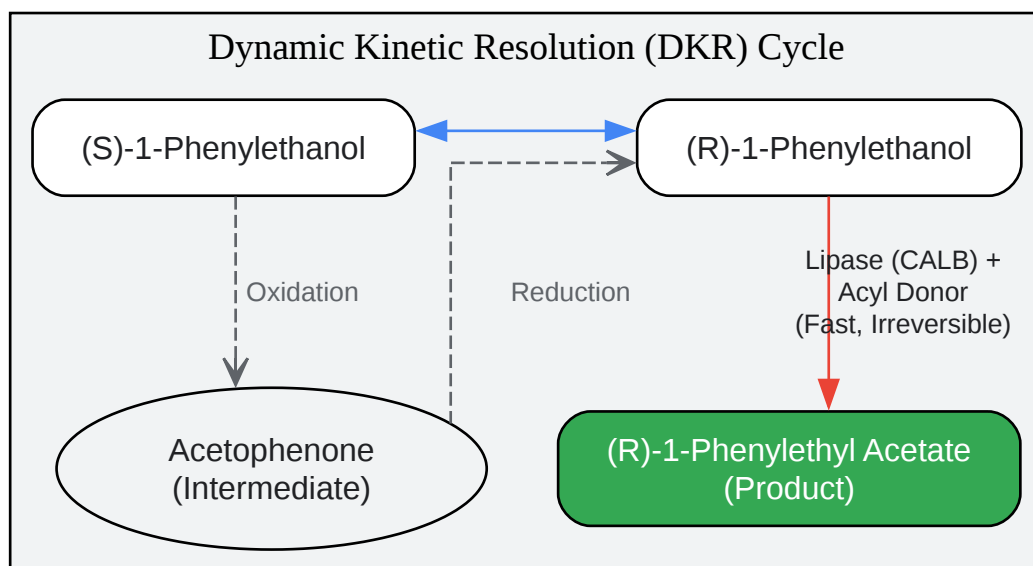 Dynamic Kinetic Resolution (DKR) Cycle
(S)-1-Phenylethanol
(R)-1-Phenylethanol
Oxidation
Reduction
Lipase (CALB) +
Acyl Donor
(Fast, Irreversible)
Acetophenone
(Intermediate)
(R)-1-Phenylethyl Acetate
(Product)